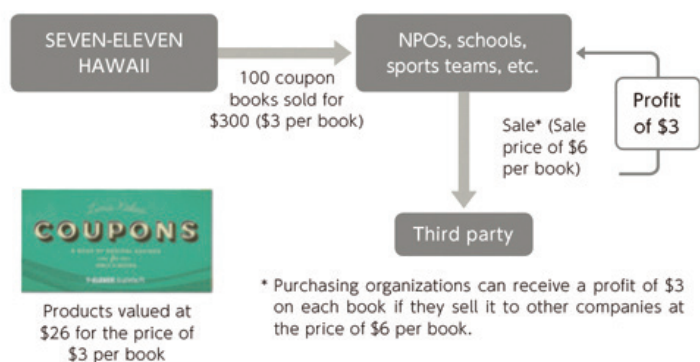 SEVEN-ELEVEN
HAWAII
100 coupon
books sold for
$300 ($3 per book)
NPOs, schools,
sports teams, etc.
Sale* (Sale
price of $6
per book)
Profit
of $3
Third party
COUPONS
Products valued at
$26 for the price of
$3 per book
* Purchasing organizations can receive a profit of $3
on each book if they sell it to other companies at
the price of $6 per book.